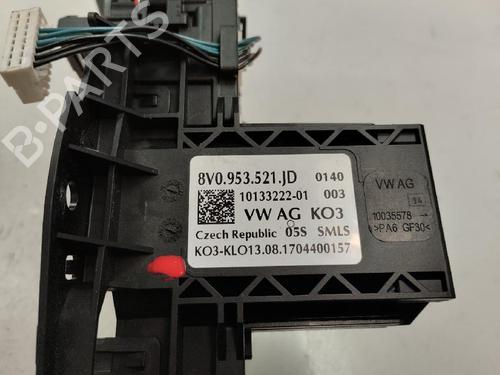 B-PARTS
8V0.953.521.JD 0140
10133222-01 003
VW AG KO3
Czech Republic 05S SMLS
KO3-KLO13.08.1704400157
VW AG
14
10035578
>PA6 GF30<